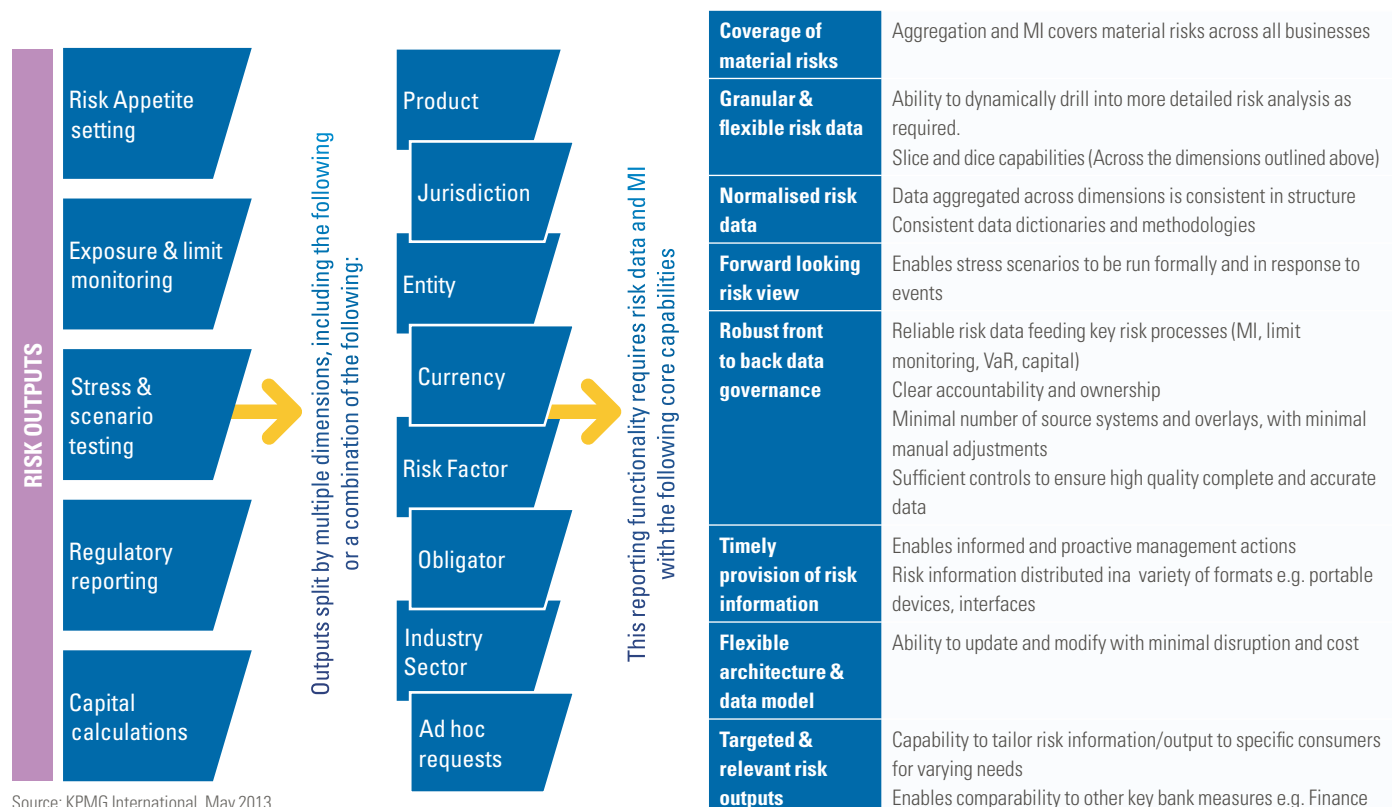 RISK OUTPUTS
Risk Appetite
setting
Exposure & limit
monitoring
Stress &
scenario
testing
Regulatory
reporting
Capital
calculations
Outputs split by multiple dimensions, including the following
or a combination of the following:
Product
Jurisdiction
Entity
Currency
Risk Factor
Obligator
Industry
Sector
Ad hoc
requests
This reporting functionality requires risk data and MI
with the following core capabilities
Coverage of
material risks
Aggregation and MI covers material risks across all businesses
Granular &
flexible risk data
Ability to dynamically drill into more detailed risk analysis as
required.
Slice and dice capabilities (Across the dimensions outlined above)
Normalised risk
data
Data aggregated across dimensions is consistent in structure
Consistent data dictionaries and methodologies
Forward looking
risk view
Enables stress scenarios to be run formally and in response to
events
Robust front
to back data
governance
Reliable risk data feeding key risk processes (MI, limit
monitoring, VaR, capital)
Clear accountability and ownership
Minimal number of source systems and overlays, with minimal
manual adjustments
Sufficient controls to ensure high quality complete and accurate
data
Timely
provision of risk
information
Enables informed and proactive management actions
Risk information distributed ina variety of formats e.g. portable
devices, interfaces
Flexible
architecture &
data model
Ability to update and modify with minimal disruption and cost
Targeted &
relevant risk
outputs
Capability to tailor risk information/output to specific consumers
for varying needs
Enables comparability to other key bank measures e.g. Finance
Source: KPMG International, May 2013